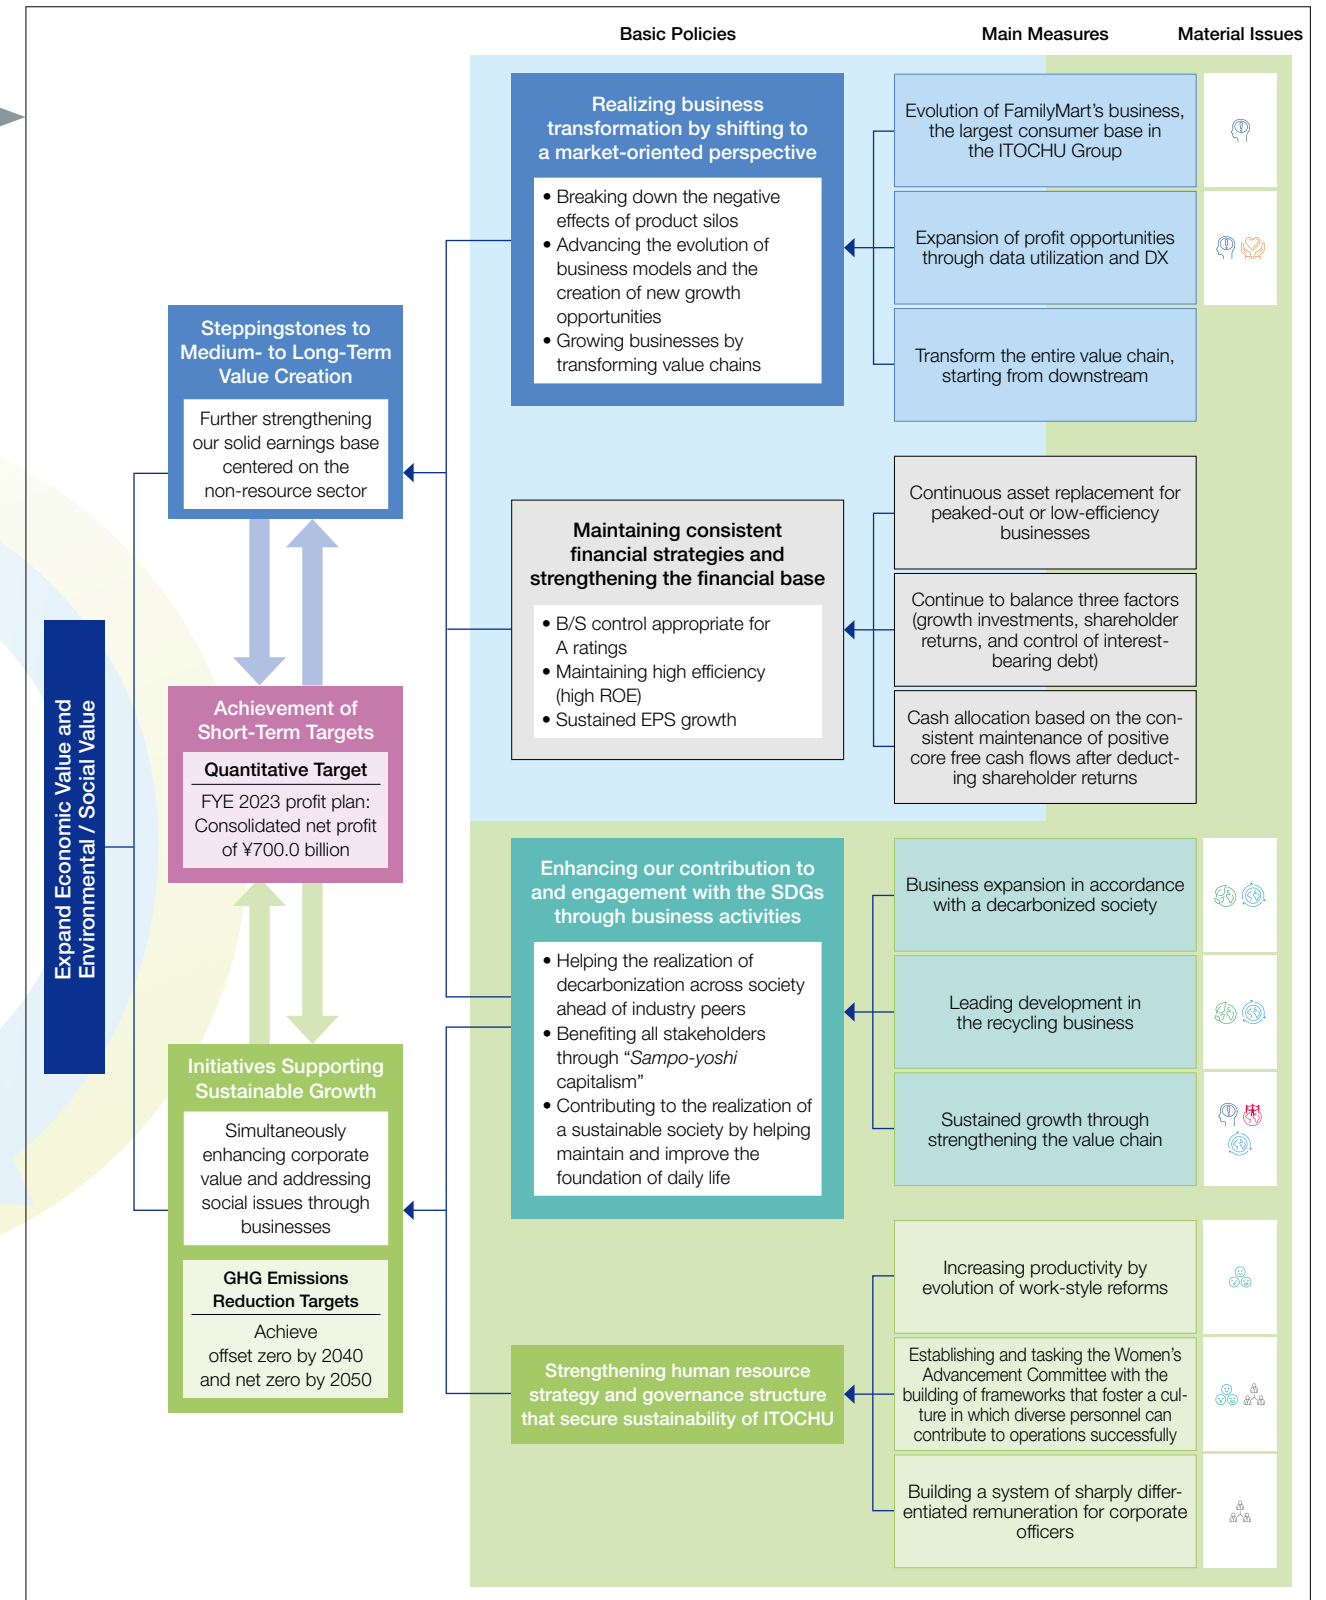 Basic Policies
Main Measures
Material Issues
Expand Economic Value and
Environmental / Social Value
Steppingstones to
Medium- to Long-Term
Value Creation
Further strengthening
our solid earnings base
centered on the
non-resource sector
Achievement of
Short-Term Targets
Quantitative Target
FYE 2023 profit plan:
Consolidated net profit
of ¥700.0 billion
Initiatives Supporting
Sustainable Growth
Simultaneously
enhancing corporate
value and addressing
social issues through
businesses
GHG Emissions
Reduction Targets
Achieve
offset zero by 2040
and net zero by 2050
Realizing business
transformation by shifting to
a market-oriented perspective
• Breaking down the negative
effects of product silos
• Advancing the evolution of
business models and the
creation of new growth
opportunities
• Growing businesses by
transforming value chains
Evolution of FamilyMart's business,
the largest consumer base in
the ITOCHU Group
Expansion of profit opportunities
through data utilization and DX
Transform the entire value chain,
starting from downstream
Maintaining consistent
financial strategies and
strengthening the financial base
• B/S control appropriate for
A ratings
• Maintaining high efficiency
(high ROE)
• Sustained EPS growth
Continuous asset replacement for
peaked-out or low-efficiency
businesses
Continue to balance three factors
(growth investments, shareholder
returns, and control of interest-
bearing debt)
Cash allocation based on the con-
sistent maintenance of positive
core free cash flows after deduct-
ing shareholder returns
Enhancing our contribution to
and engagement with the SDGs
through business activities
• Helping the realization of
decarbonization across society
ahead of industry peers
• Benefiting all stakeholders
through “Sampo-yoshi
capitalism”
• Contributing to the realization of
a sustainable society by helping
maintain and improve the
foundation of daily life
Business expansion in accordance
with a decarbonized society
Leading development in
the recycling business
Sustained growth through
strengthening the value chain
Strengthening human resource
strategy and governance structure
that secure sustainability of ITOCHU
Increasing productivity by
evolution of work-style reforms
Establishing and tasking the Women's
Advancement Committee with the
building of frameworks that foster a cul-
ture in which diverse personnel can
contribute to operations successfully
Building a system of sharply differ-
entiated remuneration for corporate
officers